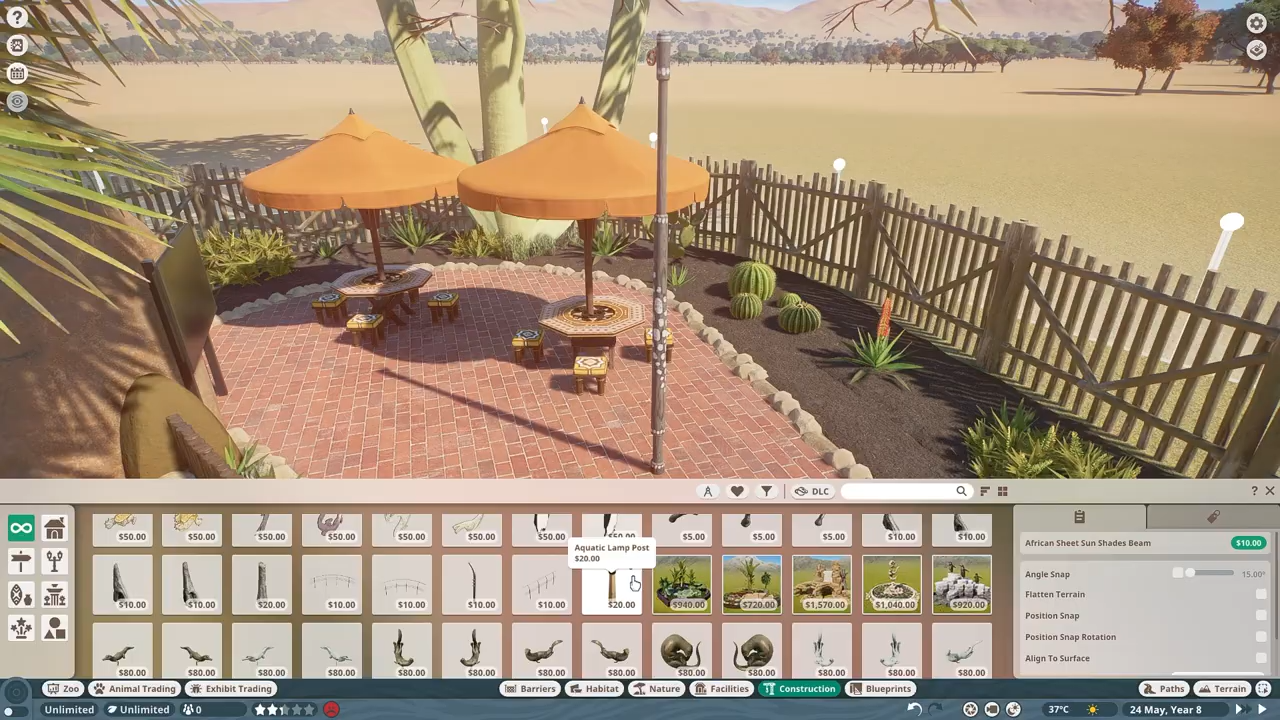 DLC
$50.00 $50.00 $50.00 $50.00 $50.00 $50.00 $50.00 $50.00 $5.00 $5.00 $5.00 $10.00 $10.00
Aquatic Lamp Post
$20.00
African Sheet Sun Shades Beam $10.00
$10.00 $10.00 $20.00 $10.00 $10.00 $10.00 $10.00 $20.00 $940.00 $720.00 $1,570.00 $1,040.00 $920.00
Angle Snap 15.00°
Flatten Terrain
Position Snap
Position Snap Rotation
Align To Surface
$80.00 $80.00 $80.00 $80.00 $80.00 $80.00 $80.00 $80.00 $80.00 $80.00 $80.00 $80.00 $80.00
Zoo Animal Trading Exhibit Trading Barriers Habitat Nature Facilities Construction Blueprints Paths Terrain
Unlimited Unlimited 0 37°C 24 May, Year 8